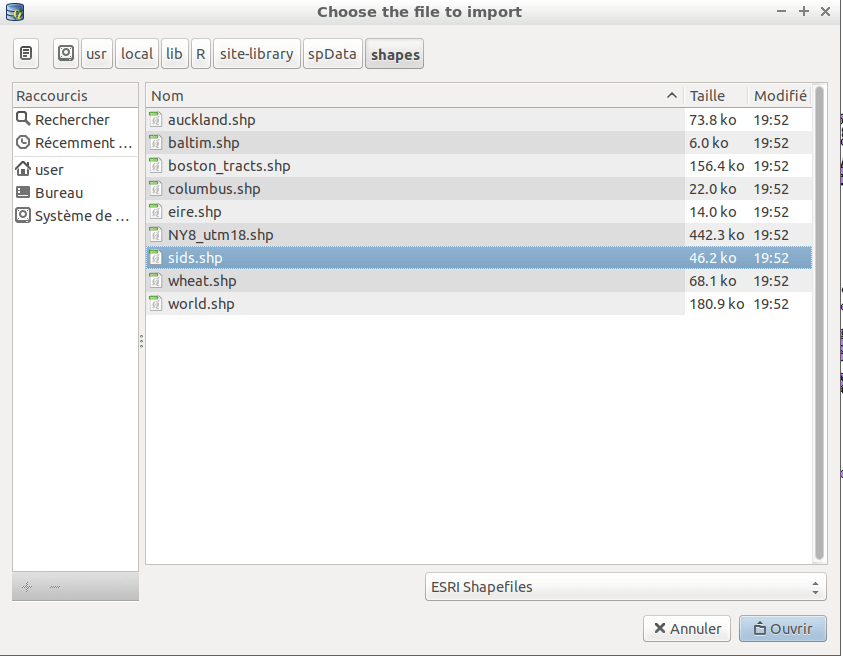 Choose the file to import
usr local lib R site-library spData shapes
Raccourcis
Rechercher
Récemment ...
user
Bureau
Système de ...
Nom Taille Modifié
auckland.shp 73.8 ko 19:52
baltim.shp 6.0 ko 19:52
boston_tracts.shp 156.4 ko 19:52
columbus.shp 22.0 ko 19:52
eire.shp 14.0 ko 19:52
NY8_utm18.shp 442.3 ko 19:52
sids.shp 46.2 ko 19:52
wheat.shp 68.1 ko 19:52
world.shp 180.9 ko 19:52
ESRI Shapefiles
Annuler Ouvrir